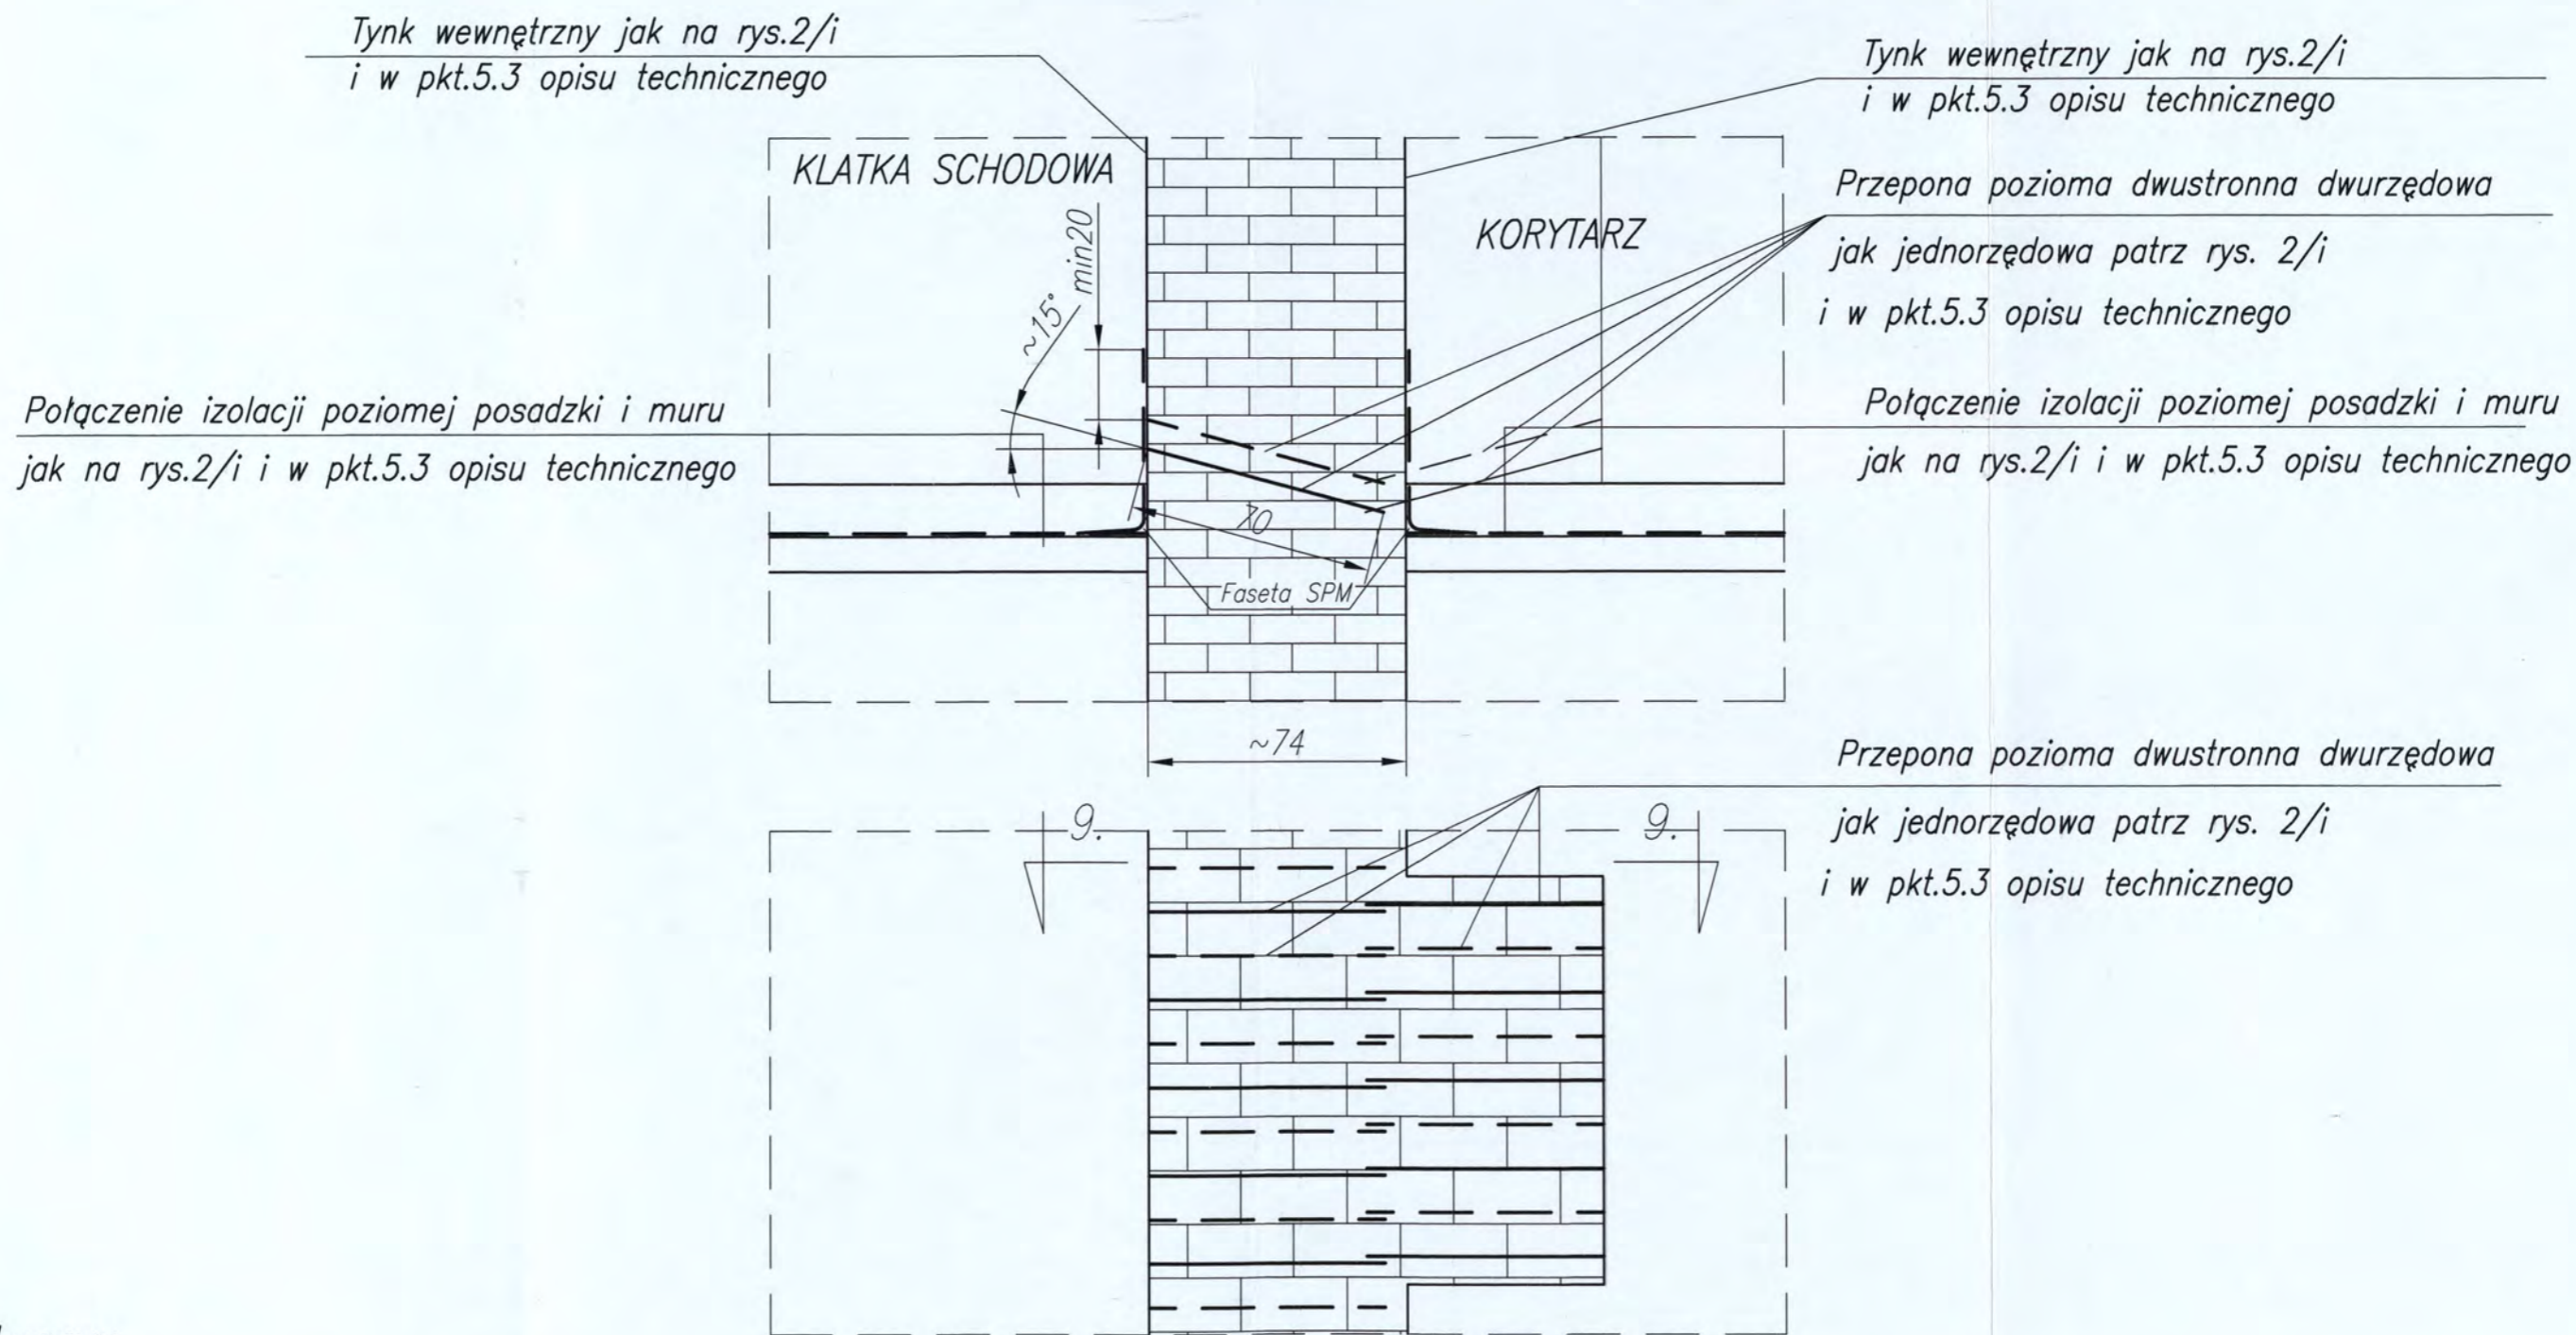 Tynk wewnętrzny jak na rys.2/i
i w pkt.5.3 opisu technicznego
Tynk wewnętrzny jak na rys.2/i
i w pkt.5.3 opisu technicznego
KLATKA SCHODOWA
KORYTARZ
Przepona pozioma dwustronna dwurzędowa
jak jednorzędowa patrz rys. 2/i
i w pkt.5.3 opisu technicznego
min20
~15°
Połączenie izolacji poziomej posadzki i muru
jak na rys.2/i i w pkt.5.3 opisu technicznego
Połączenie izolacji poziomej posadzki i muru
jak na rys.2/i i w pkt.5.3 opisu technicznego
70
Faseta SPM
~74
Przepona pozioma dwustronna dwurzędowa
jak jednorzędowa patrz rys. 2/i
i w pkt.5.3 opisu technicznego
9.
9.